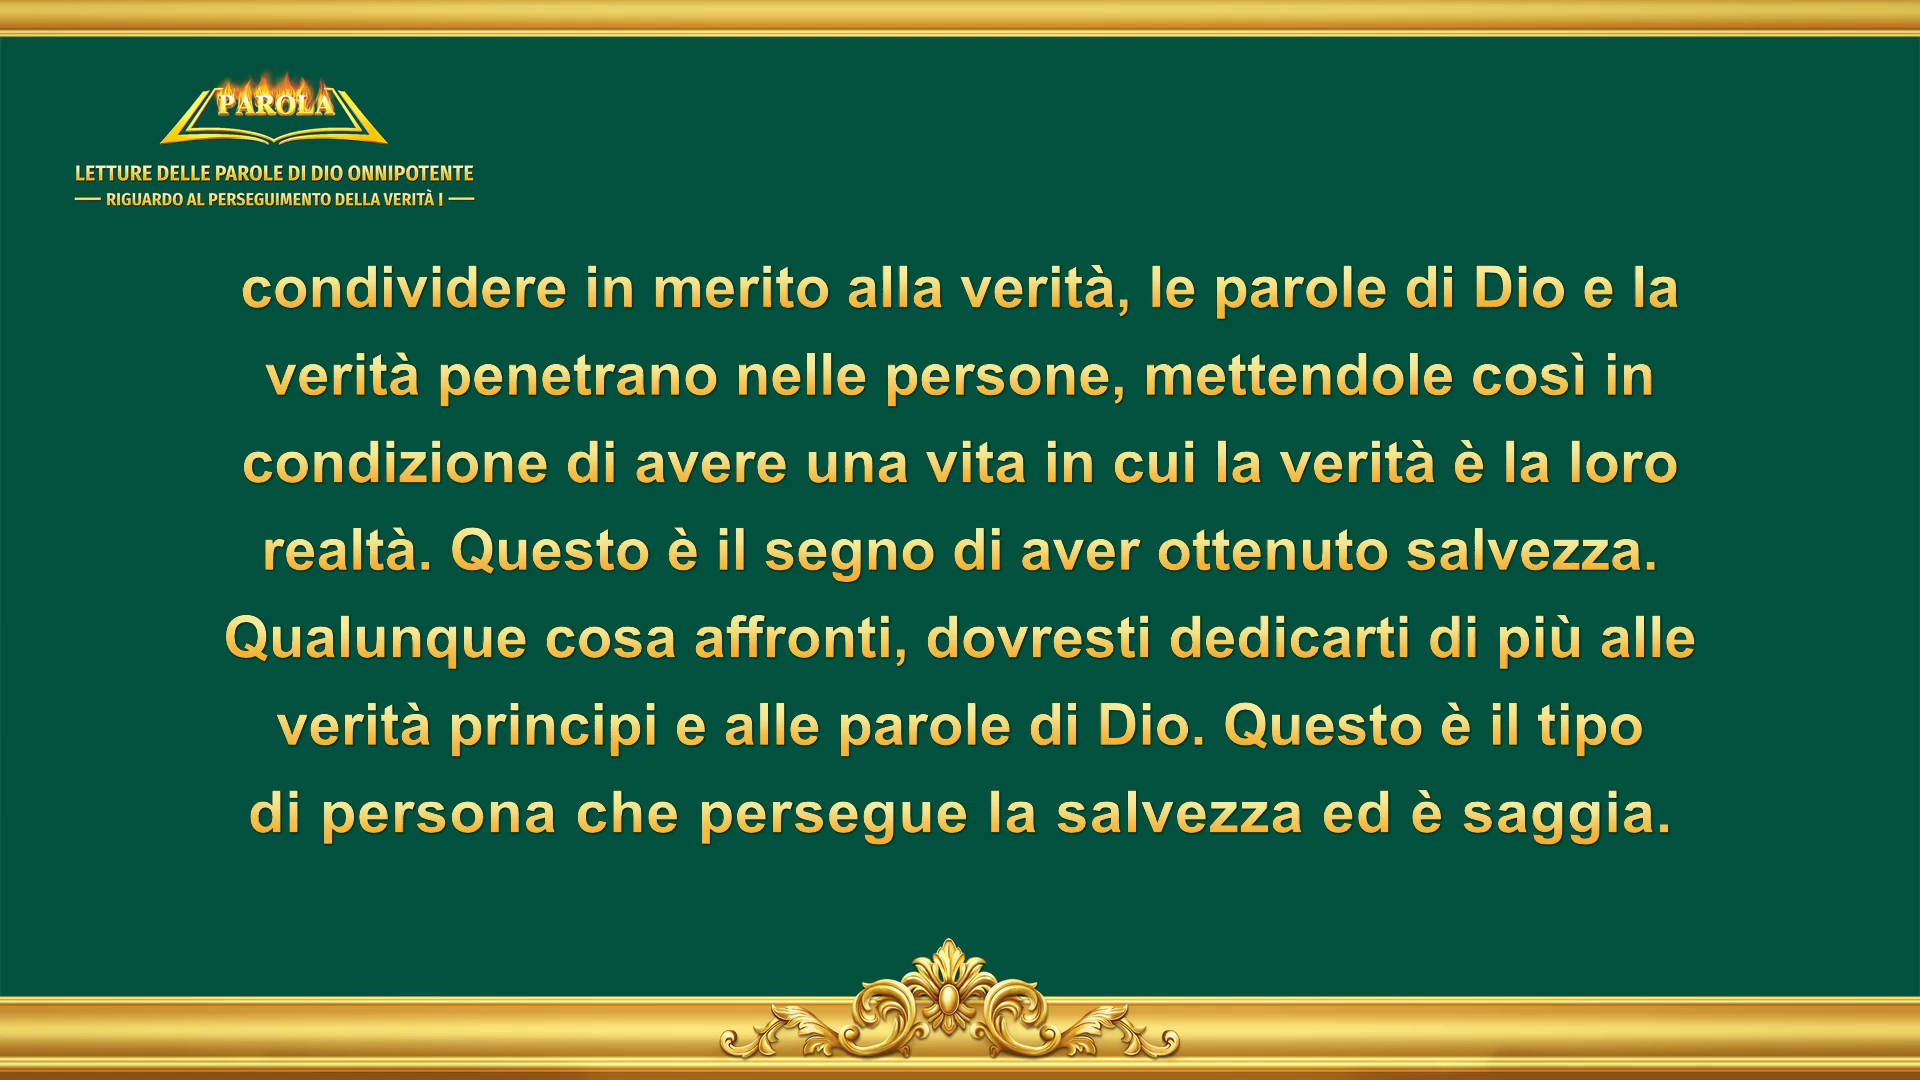 PAROLA
LETTURE DELLE PAROLE DI DIO ONNIPOTENTE
— RIGUARDO AL PERSEGUIMENTO DELLA VERITÀ I —
condividere in merito alla verità, le parole di Dio e la
verità penetrano nelle persone, mettendole così in
condizione di avere una vita in cui la verità è la loro
realtà. Questo è il segno di aver ottenuto salvezza.
Qualunque cosa affronti, dovresti dedicarti di più alle
verità principi e alle parole di Dio. Questo è il tipo
di persona che persegue la salvezza ed è saggia.